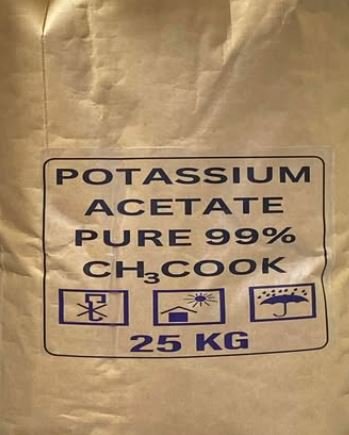 POTASSIUM
ACETATE
PURE 99%
CH₃COOK
25 KG